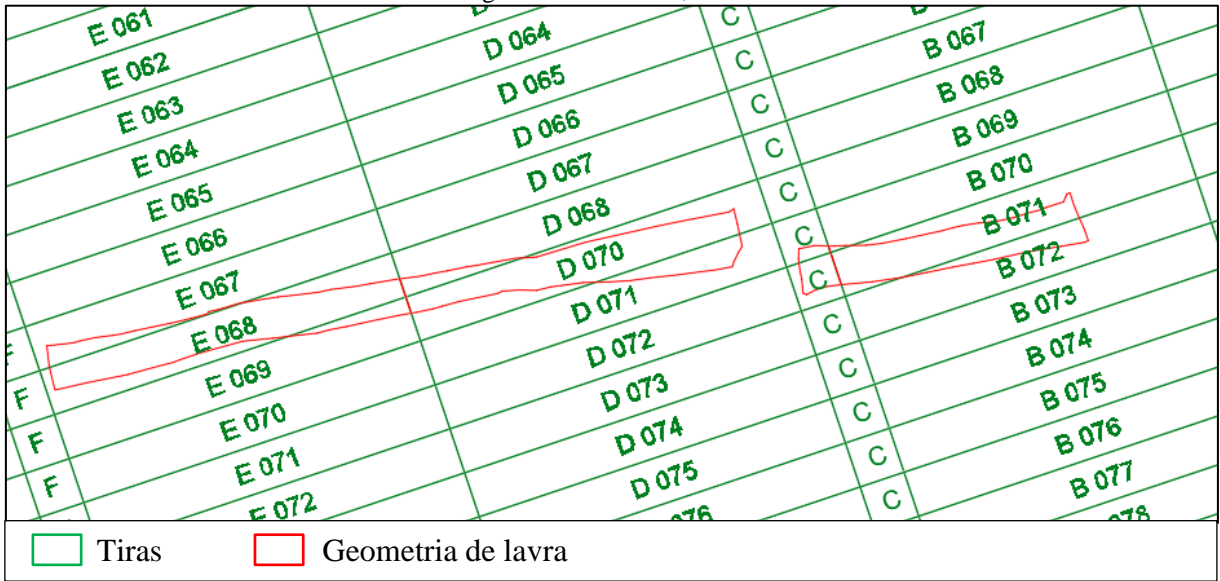 E 061
E 062
E 063
E 064
E 065
E 066
E 067
E 068
E 069
E 070
E 071
E 072
F
F
F
D 064
D 065
D 066
D 067
D 068
D 070
D 071
D 072
D 073
D 074
D 075
076
C
C
C
C
C
C
C
C
C
C
C
C
B 067
B 068
B 069
B 070
B 071
B 072
B 073
B 074
B 075
B 076
B 077
078
Tiras
Geometria de lavra